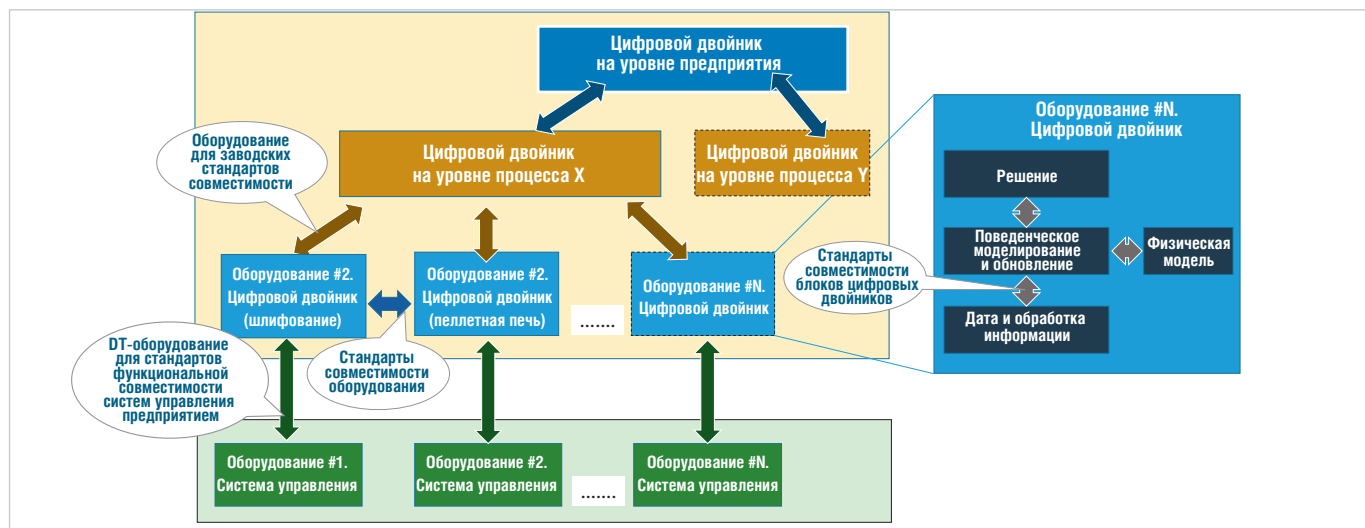 Цифровой двойник
на уровне предприятия
Оборудование
для заводских
стандартов
совместимости
Цифровой двойник
на уровне процесса X
Цифровой двойник
на уровне процесса Y
Оборудование #2.
Цифровой двойник
(шлифование)
Оборудование #2.
Цифровой двойник
(пеллетная печь)
.......
Оборудование #N.
Цифровой двойник
DT-оборудование
для стандартов
функциональной
совместимости
систем управления
предприятием
Стандарты
совместимости
оборудования
Оборудование #1.
Система управления
Оборудование #2.
Система управления
.......
Оборудование #N.
Система управления
Оборудование #N.
Цифровой двойник
Решение
Поведенческое
моделирование
и обновление
Физическая
модель
Стандарты
совместимости
блоков цифровых
двойников
Дата и обработка
информации